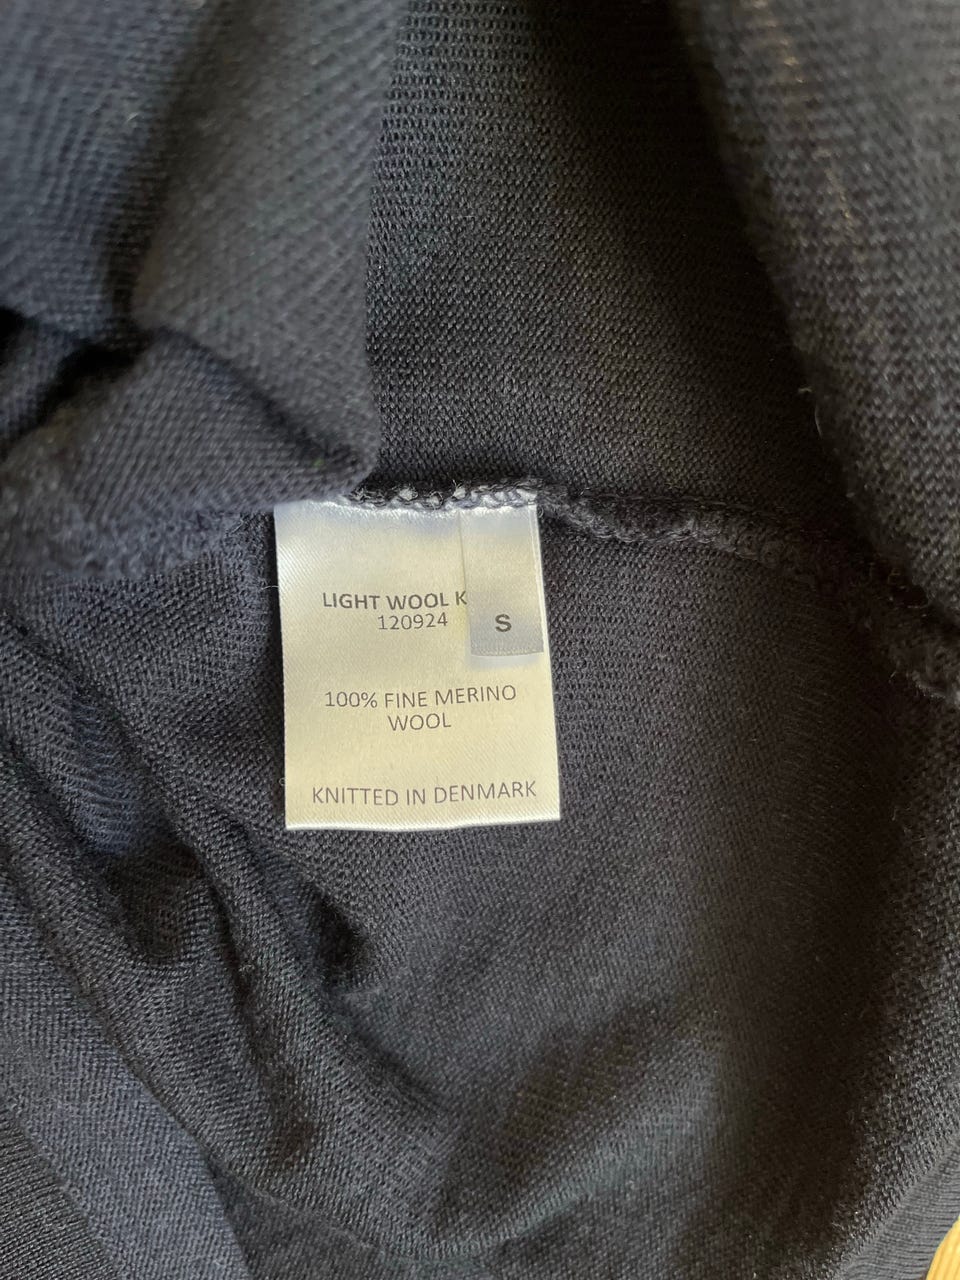 LIGHT WOOL K
120924
S
100% FINE MERINO
WOOL
KNITTED IN DENMARK